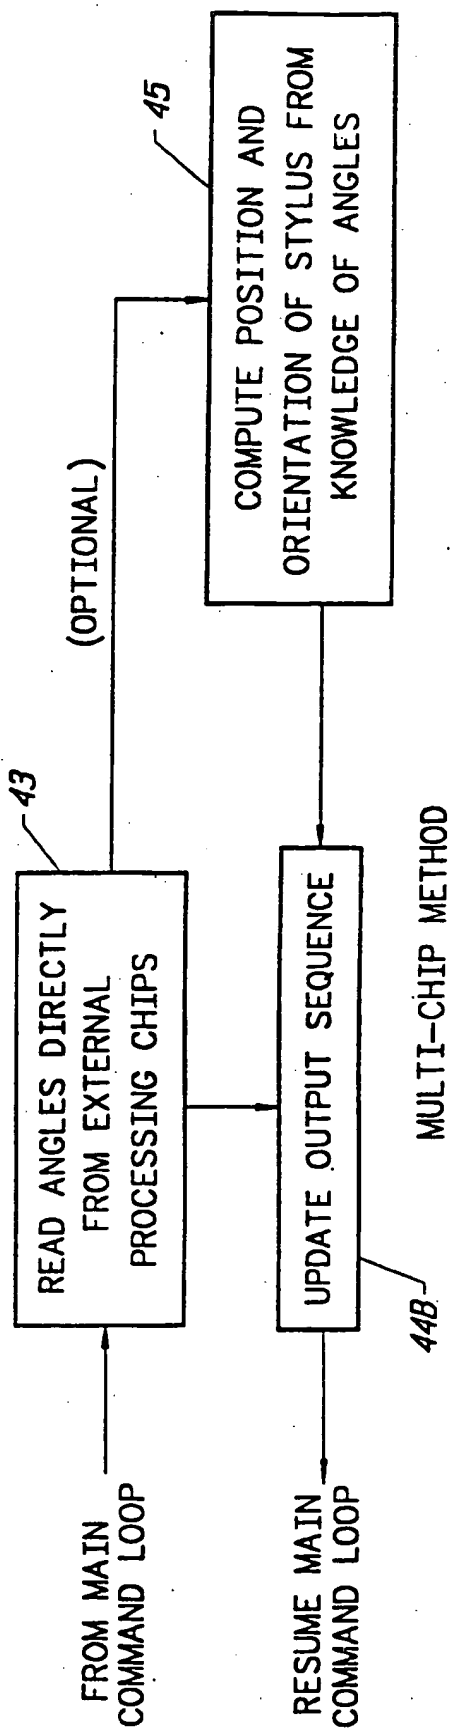 FROM MAIN
COMMAND LOOP
43
READ ANGLES DIRECTLY
FROM EXTERNAL
PROCESSING CHIPS
(OPTIONAL)
45
COMPUTE POSITION AND
ORIENTATION OF STYLUS FROM
KNOWLEDGE OF ANGLES
RESUME MAIN
COMMAND LOOP
UPDATE OUTPUT SEQUENCE
44B
MULTI-CHIP METHOD